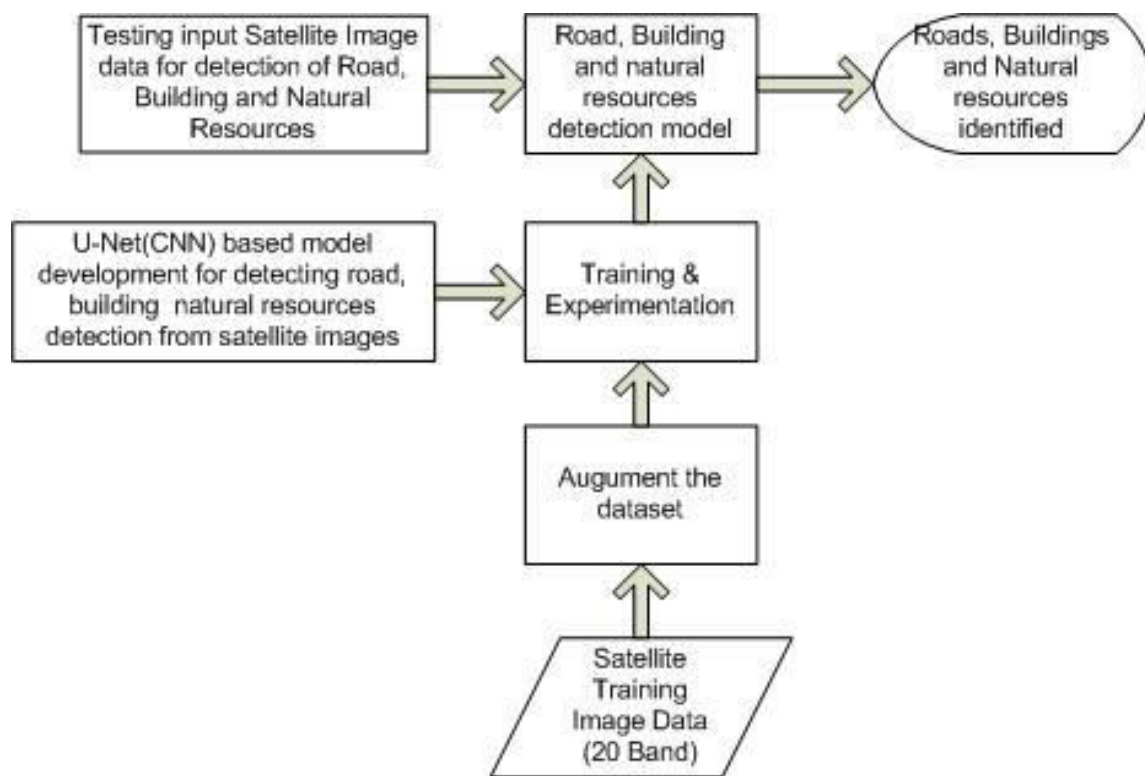 Testing input Satellite Image
data for detection of Road,
Building and Natural
Resources
Road, Building
and natural
resources
detection model
Roads, Buildings
and Natural
resources
identified
U-Net(CNN) based model
development for detecting road,
building natural resources
detection from satellite images
Training &
Experimentation
Augument the
dataset
Satellite
Training
Image Data
(20 Band)